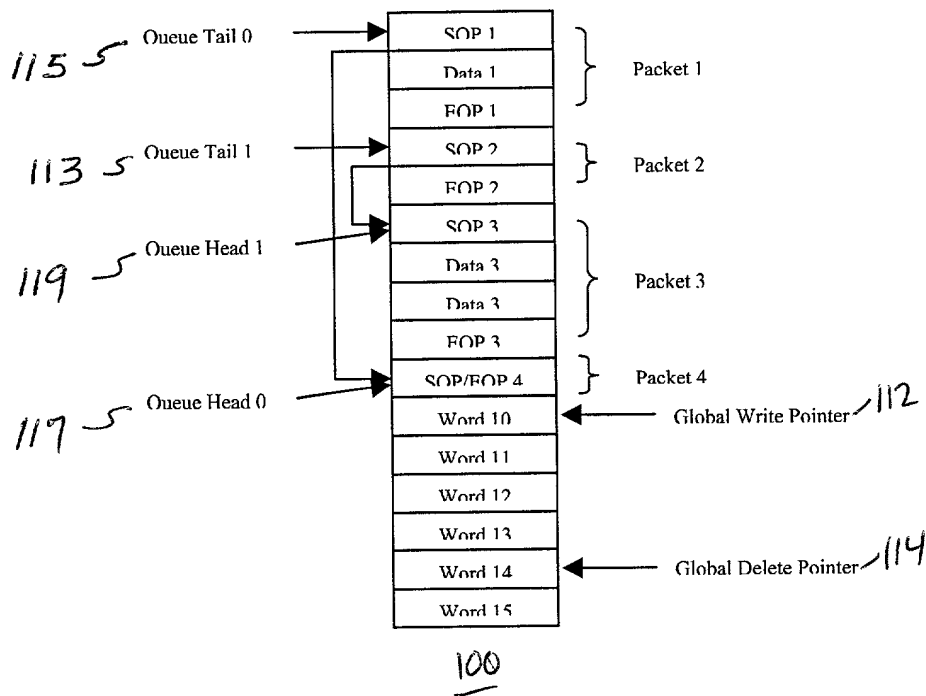 115 Queue Tail 0
SOP 1
Data 1
Packet 1
EOP 1
113 Queue Tail 1
SOP 2
Packet 2
EOP 2
119 Queue Head 1
SOP 3
Data 3
Packet 3
Data 3
EOP 3
SOP/EOP 4
Packet 4
117 Queue Head 0
Word 10
Global Write Pointer 112
Word 11
Word 12
Word 13
Word 14
Global Delete Pointer 114
Word 15
100